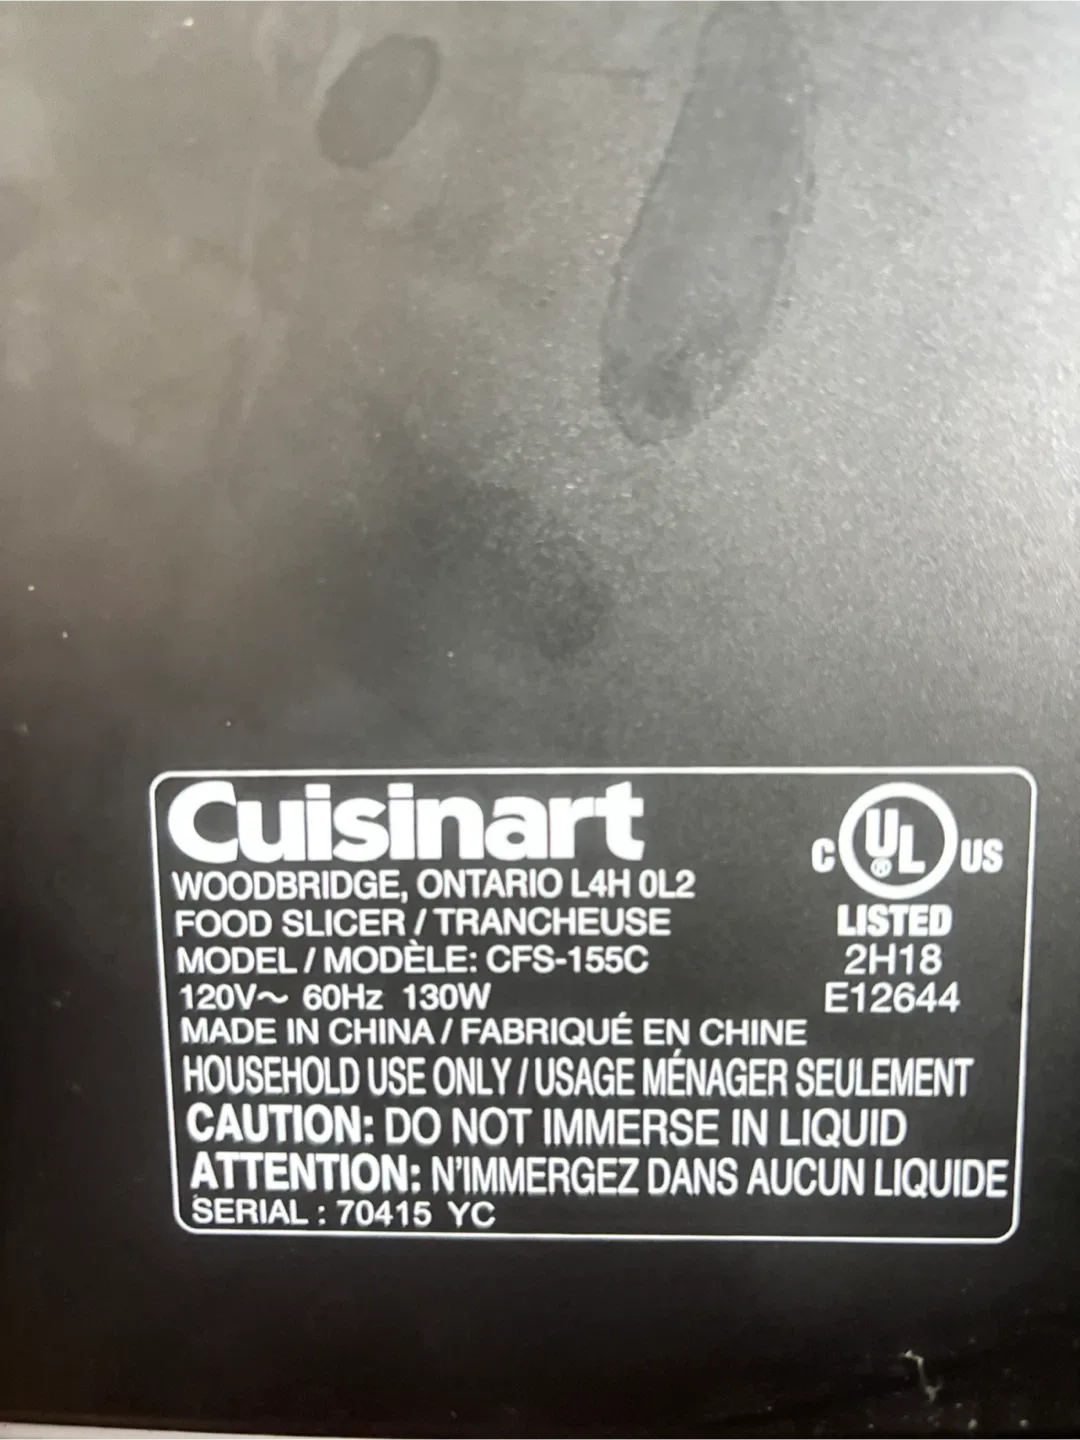 Cuisinart
WOODBRIDGE, ONTARIO L4H 0L2
FOOD SLICER / TRANCHEUSE
MODEL / MODÈLE: CFS-155C
120V~ 60Hz 130W
MADE IN CHINA / FABRIQUÉ EN CHINE
HOUSEHOLD USE ONLY / USAGE MÉNAGER SEULEMENT
CAUTION: DO NOT IMMERSE IN LIQUID
ATTENTION: N'IMMERGEZ DANS AUCUN LIQUIDE
SERIAL : 70415 YC
C UL® US
LISTED
2H18
E12644